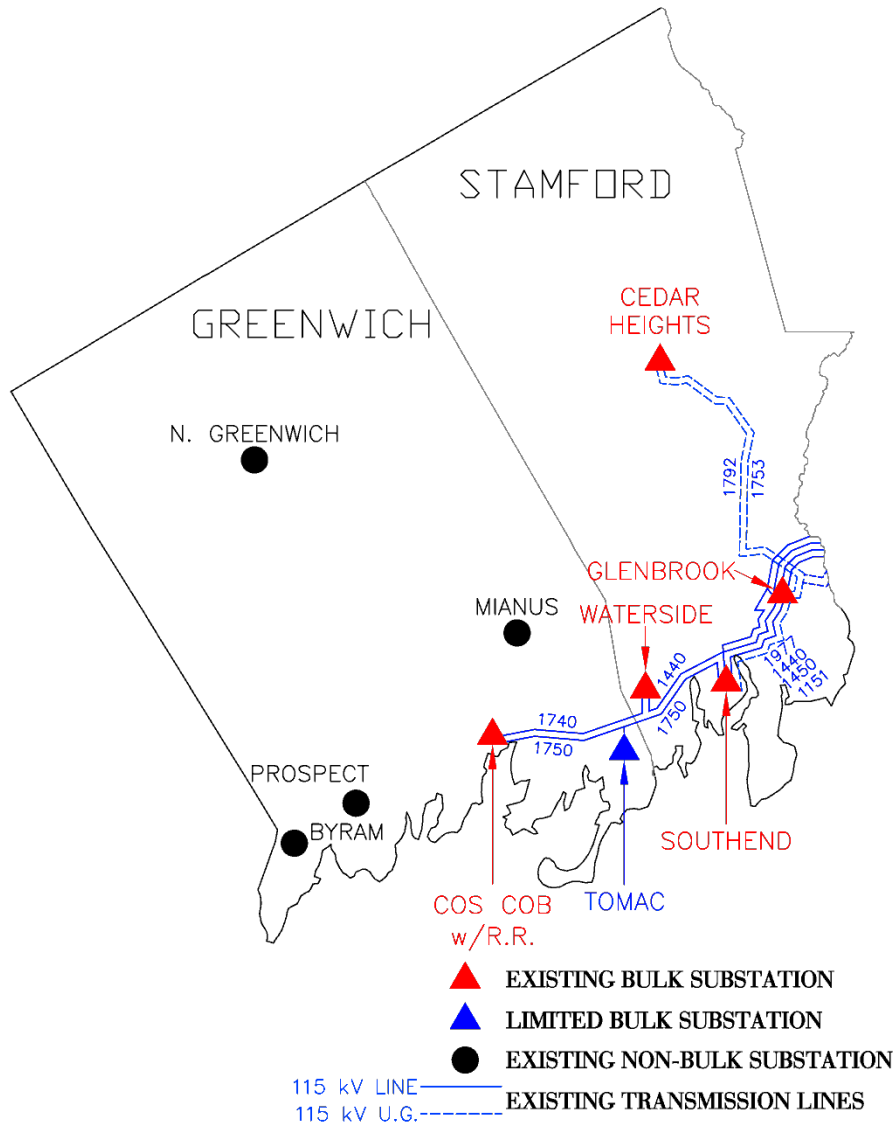 STAMFORD
GREENWICH
CEDAR
HEIGHTS
N. GREENWICH
1792
1753
GLENBROOK
MIANUS
WATERSIDE
1440
1977
1440
1450
1151
1740
1750
1750
PROSPECT
BYRAM
SOUTHEND
COS COB
w/R.R.
TOMAC
EXISTING BULK SUBSTATION
LIMITED BULK SUBSTATION
EXISTING NON-BULK SUBSTATION
115 kV LINE
115 kV U.G.
EXISTING TRANSMISSION LINES